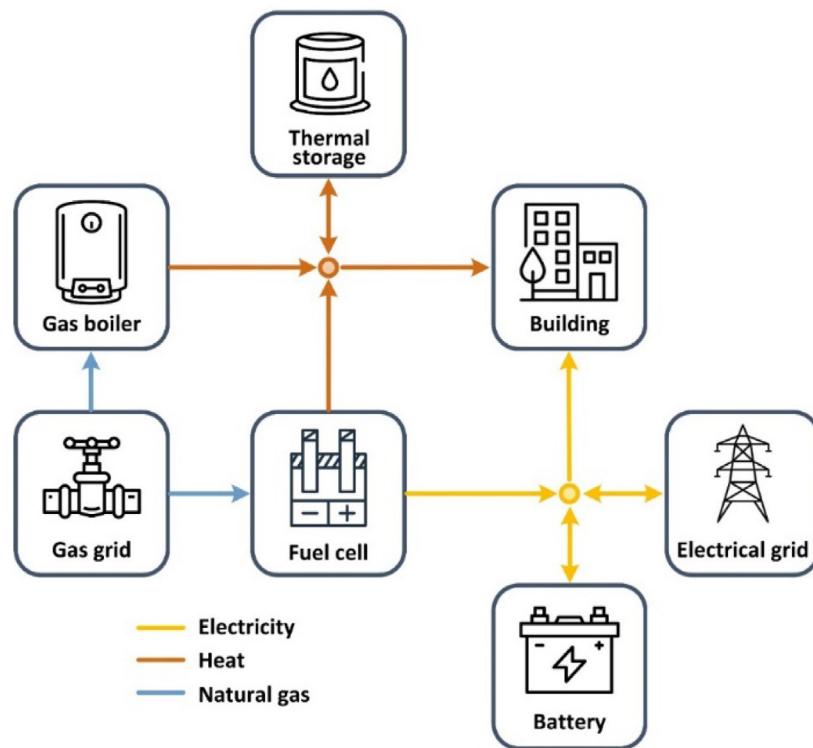 Thermal
storage
Gas boiler
Building
Gas grid
Fuel cell
Electrical grid
Electricity
Heat
Natural gas
Battery